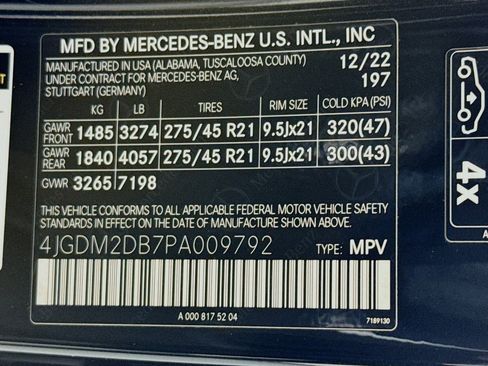 MFD BY MERCEDES-BENZ U.S. INTL., INC
MANUFACTURED IN USA (ALABAMA, TUSCALOOSA COUNTY) 12/22
UNDER CONTRACT FOR MERCEDES-BENZ AG, 197
STUTTGART (GERMANY)
KG LB TIRES RIM SIZE COLD KPA (PSI)
GAWR FRONT 1485 3274 275/45 R21 9.5Jx21 320(47)
GAWR REAR 1840 4057 275/45 R21 9.5Jx21 300(43)
GVWR 3265 7198
THIS VEHICLE CONFORMS TO ALL APPLICABLE FEDERAL MOTOR VEHICLE SAFETY
STANDARDS IN EFFECT ON THE DATE OF MANUFACTURE SHOWN ABOVE.
4JGDM2DB7PA009792 TYPE: MPV
A 000 817 52 04
7189130
4x